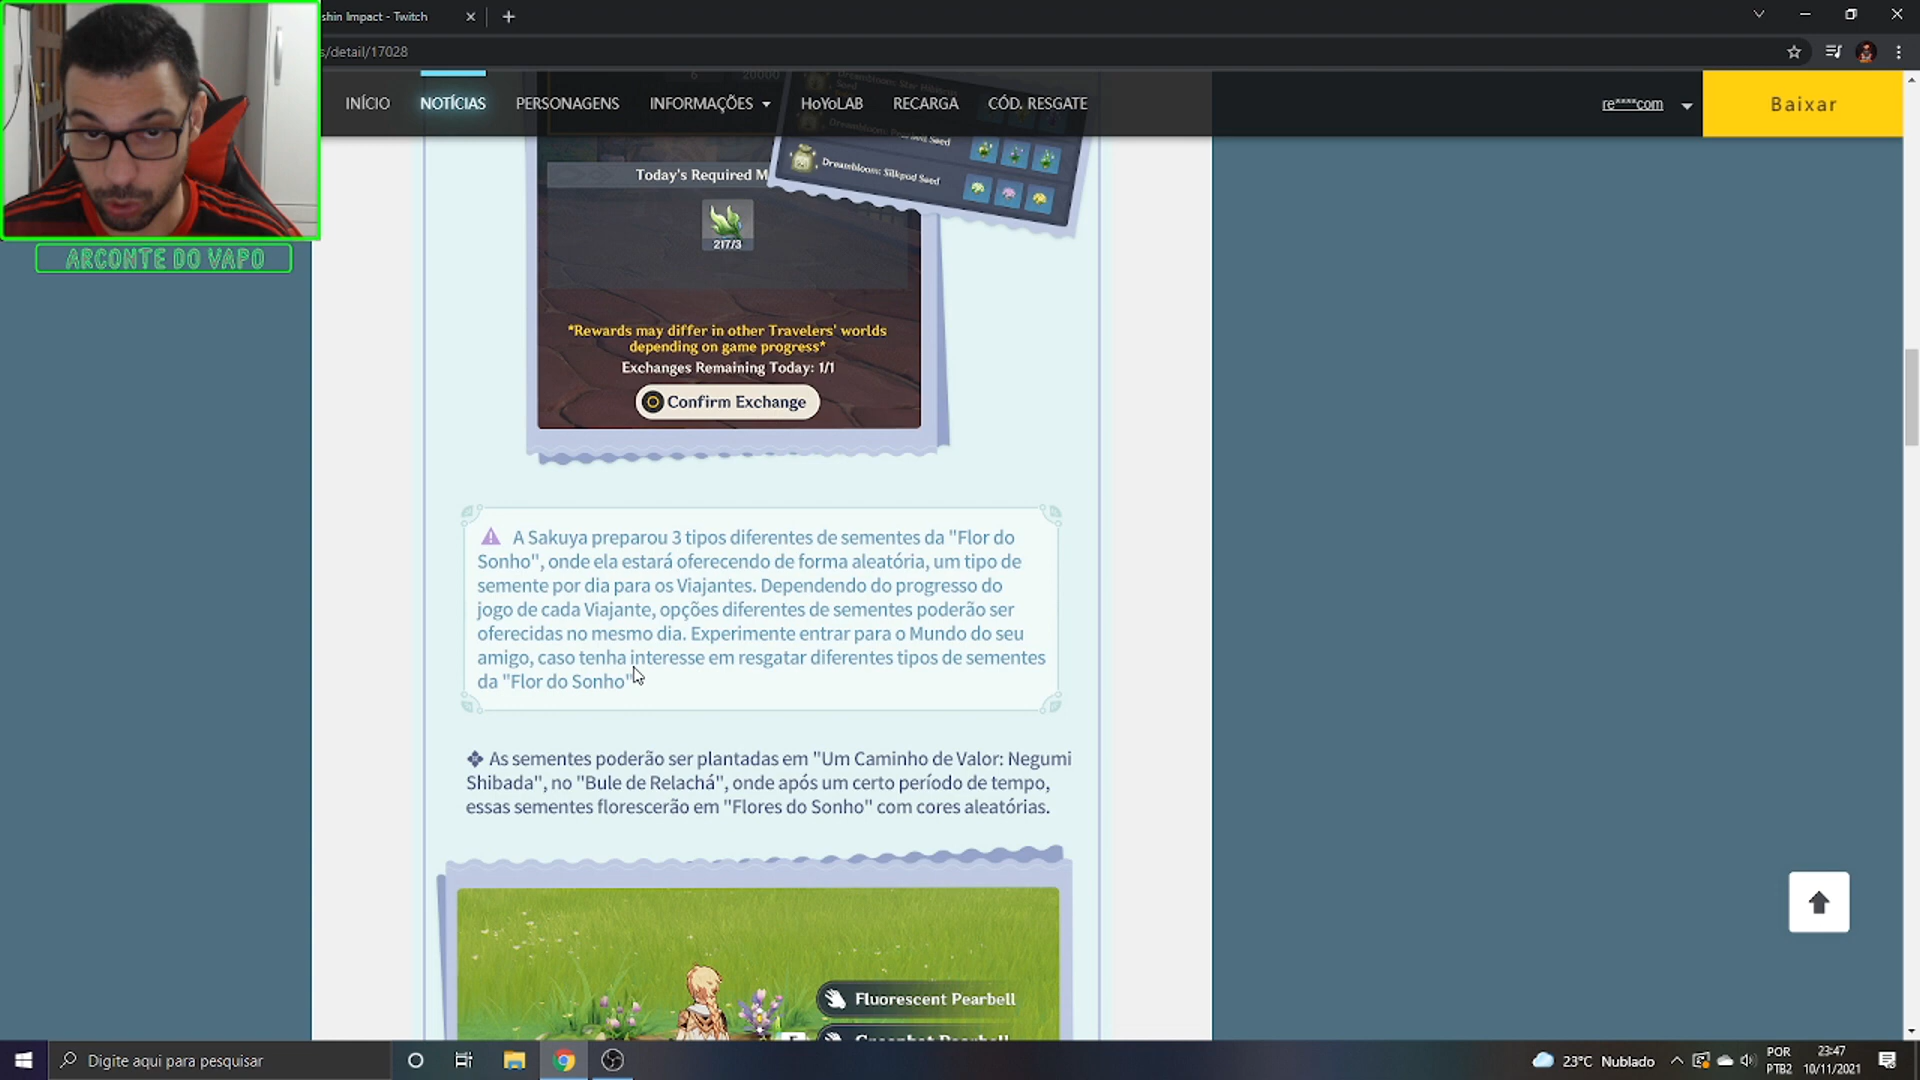 shin Impact - Twitch
s/detail/17028
INÍCIO NOTÍCIAS PERSONAGENS INFORMAÇÕES HoYoLAB RECARGA CÓD. RESGATE
re****com
Baixar
6 20000
Seed
Dreambloom: Silkpod Seed
Today's Required M
217/3
ARCONTE DO VAPO
*Rewards may differ in other Travelers' worlds
depending on game progress*
Exchanges Remaining Today: 1/1
Confirm Exchange
A Sakuya preparou 3 tipos diferentes de sementes da "Flor do
Sonho", onde ela estará oferecendo de forma aleatória, um tipo de
semente por dia para os Viajantes. Dependendo do progresso do
jogo de cada Viajante, opções diferentes de sementes poderão ser
oferecidas no mesmo dia. Experimente entrar para o Mundo do seu
amigo, caso tenha interesse em resgatar diferentes tipos de sementes
da "Flor do Sonho"
❖ As sementes poderão ser plantadas em "Um Caminho de Valor: Negumi
Shibada", no "Bule de Relachá", onde após um certo período de tempo,
essas sementes florescerão em "Flores do Sonho" com cores aleatórias.
Fluorescent Pearbell
F
Digite aqui para pesquisar
23°C Nublado
POR
PTB2
23:47
10/11/2021